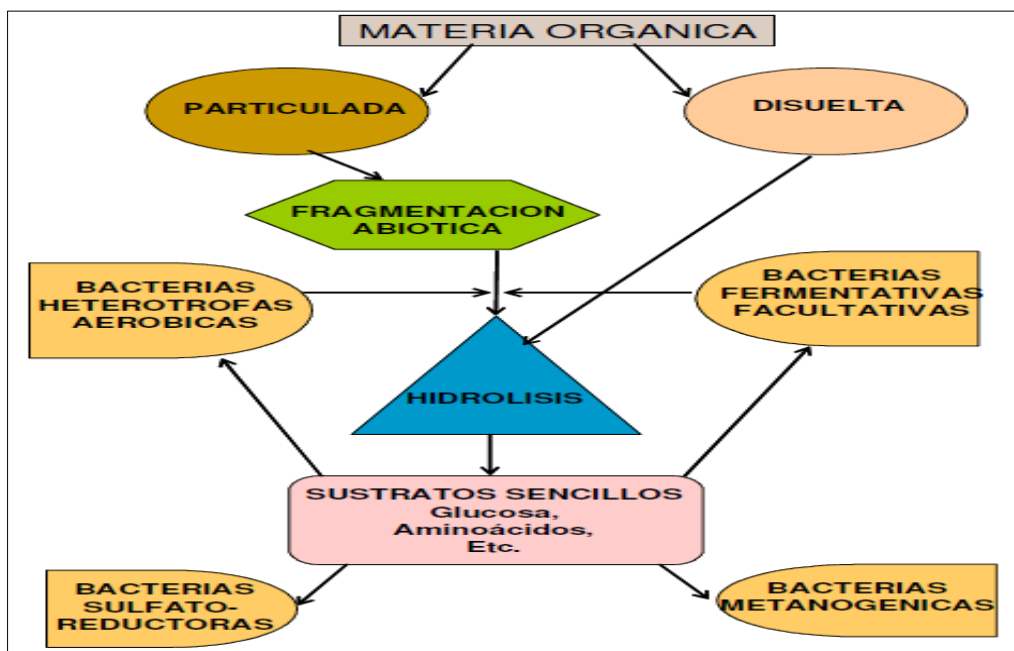 MATERIA ORGANICA
PARTICULADA
DISUELTA
FRAGMENTACION
ABIOTICA
BACTERIAS
HETEROTROFAS
AEROBICAS
BACTERIAS
FERMENTATIVAS
FACULTATIVAS
HIDROLISIS
SUSTRATOS SENCILLOS
Glucosa,
Aminoácidos,
Etc.
BACTERIAS
SULFATO-
REDUCTORAS
BACTERIAS
METANOGENICAS